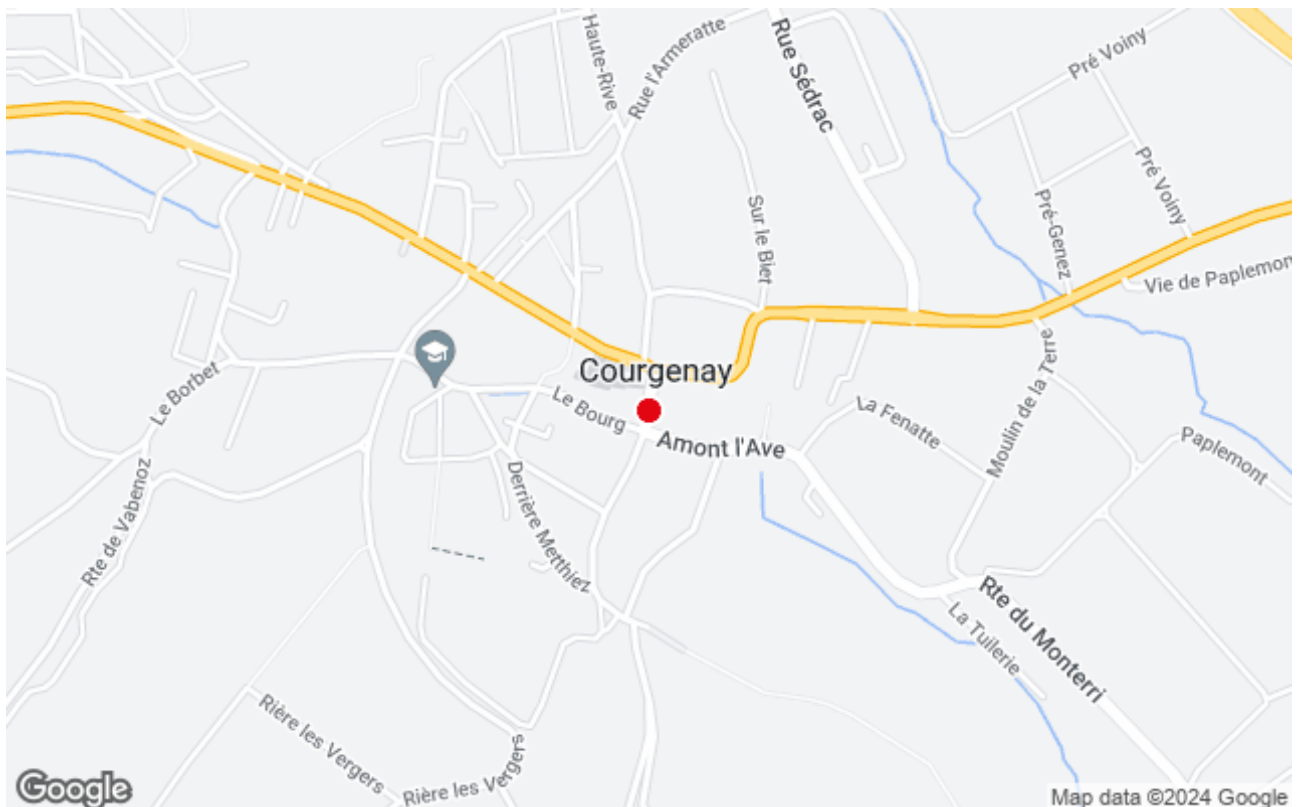 Haute-Rive
Rue l'Armeratte
Rue Sédrac
Pré Voiny
Pré Voiny
Pré-Genez
Sur le Biet
Vie de Paplemont
Courgenay
Le Borbet
Le Bourg
Amont l'Ave
La Fenatte
Moulin de la Terre
Paplemont
Rte de Vabenoz
Derrière Metthiez
Rte du Monterri
La Tuilerie
Rière les Vergers
Rière les Vergers
Google
Map data ©2024 Google